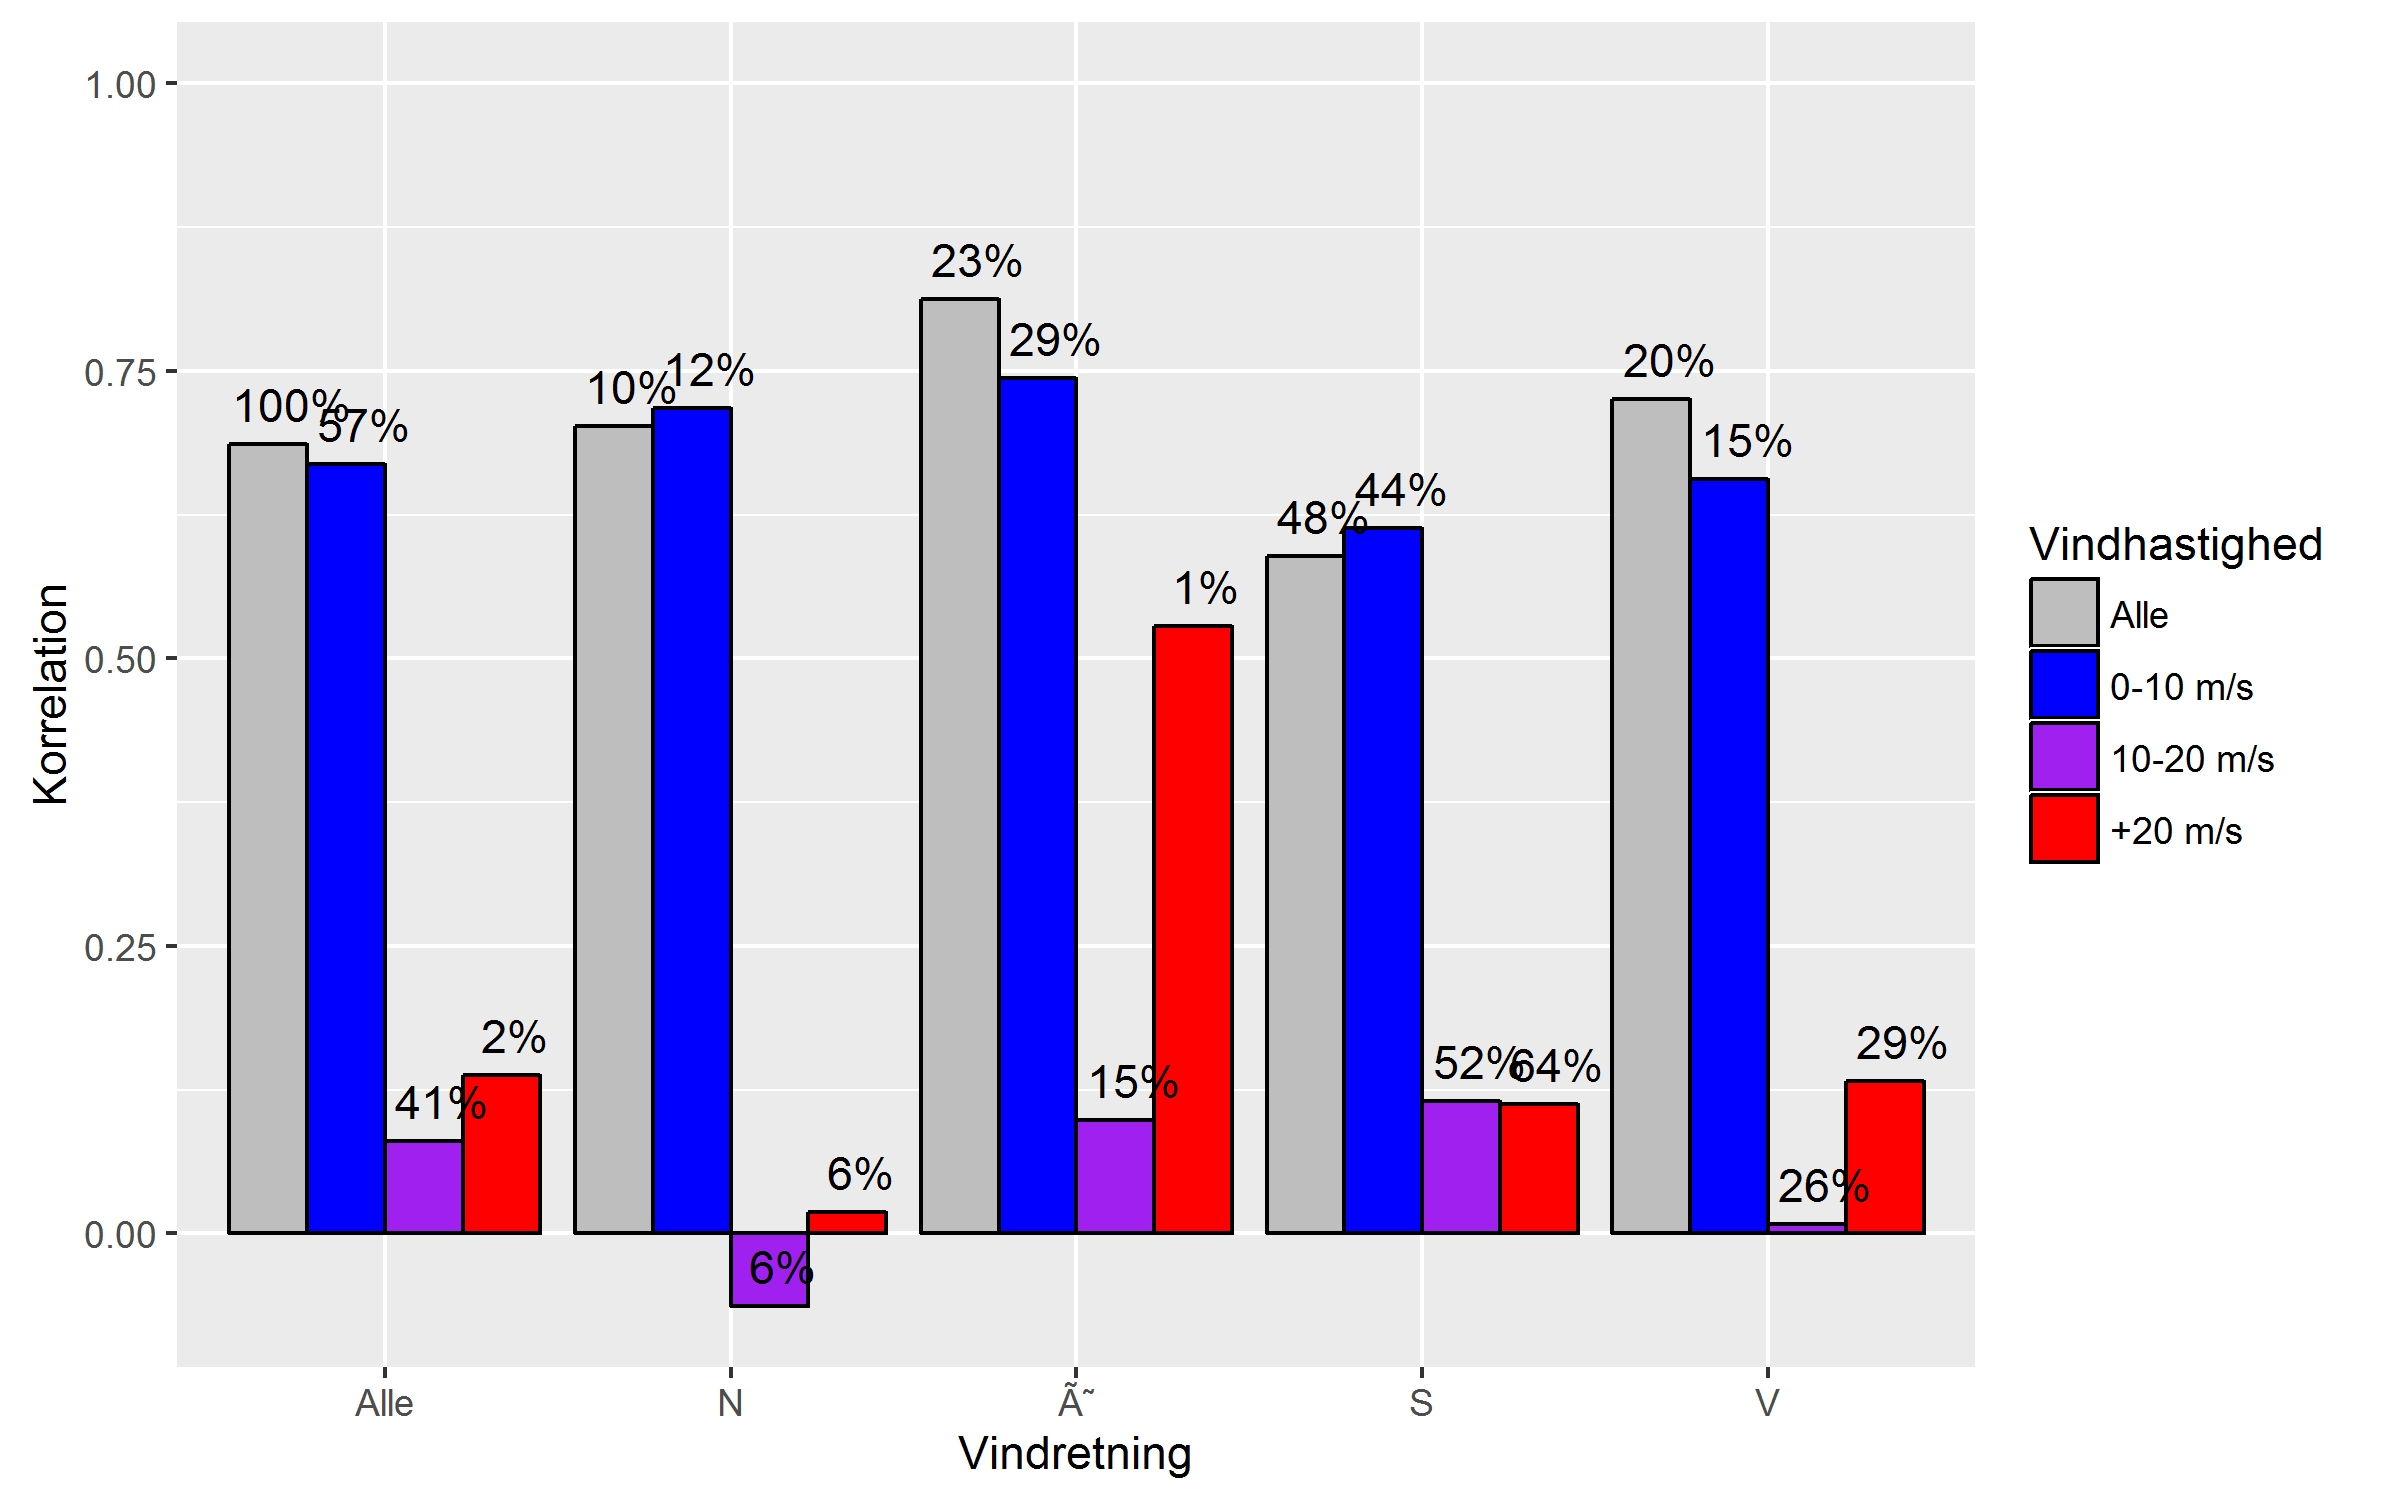 1.00
0.75
0.50
0.25
0.00
Korrelation
100%
57%
41%
2%
10%
12%
6%
6%
23%
29%
15%
1%
48%
44%
52%
64%
20%
15%
26%
29%
Alle
N
Ã˜
S
V
Vindretning
Vindhastighed
Alle
0-10 m/s
10-20 m/s
+20 m/s